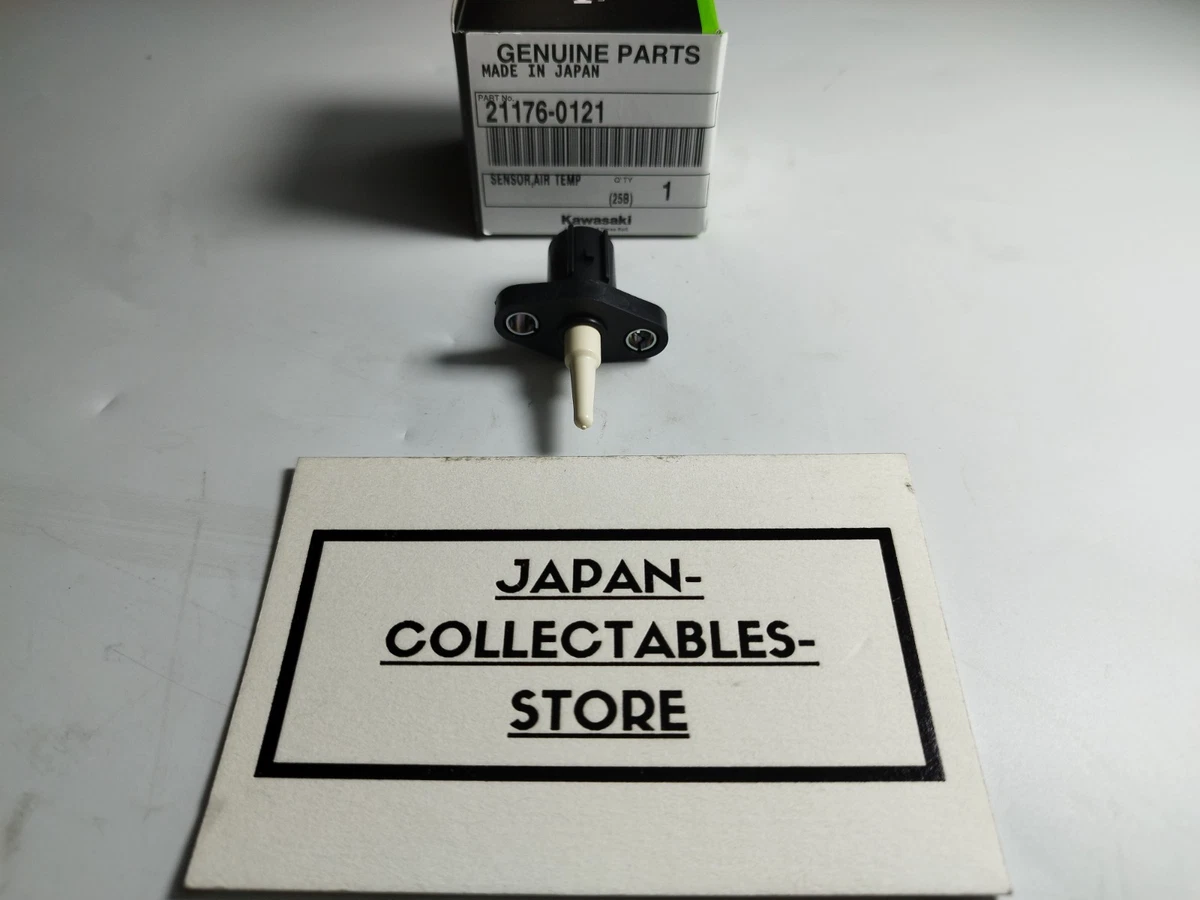 GENUINE PARTS
MADE IN JAPAN
PART No.
21176-0121
SENSOR,AIR TEMP
Q'TY
(25B)
1
Kawasaki
JAPAN-
COLLECTABLES-
STORE